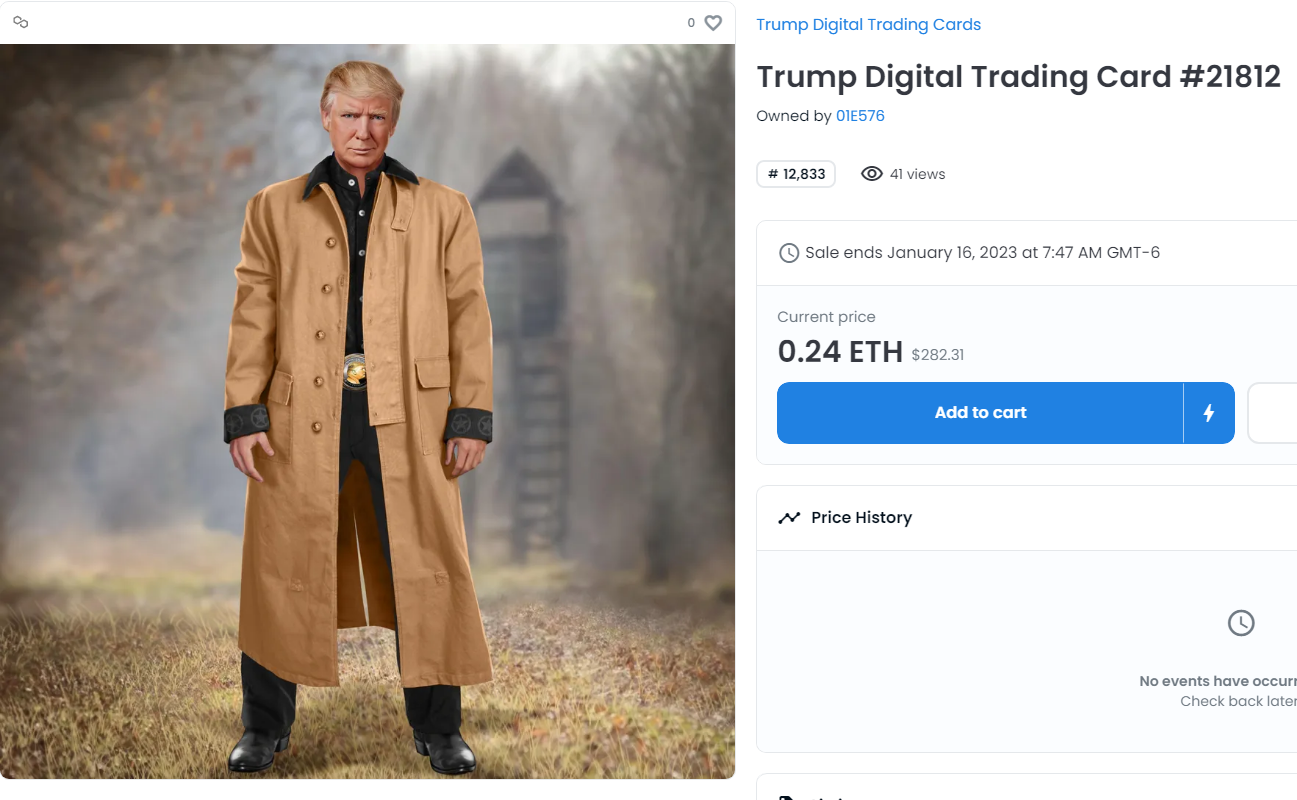 0
Trump Digital Trading Cards
Trump Digital Trading Card #21812
Owned by 01E576
# 12,833
41 views
Sale ends January 16, 2023 at 7:47 AM GMT-6
Current price
0.24 ETH $282.31
Add to cart
Price History
No events have occurr
Check back later